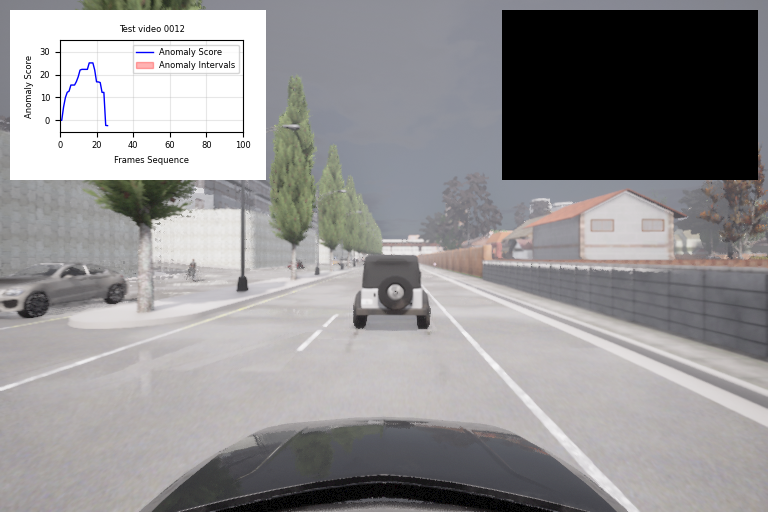 Test video 0012
Anomaly Score
Anomaly Intervals
30
20
10
0
Anomaly Score
0 20 40 60 80 100
Frames Sequence